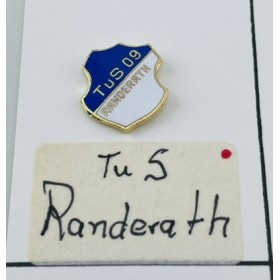 TuS 09
RANDERATH
Tu S
Randerath